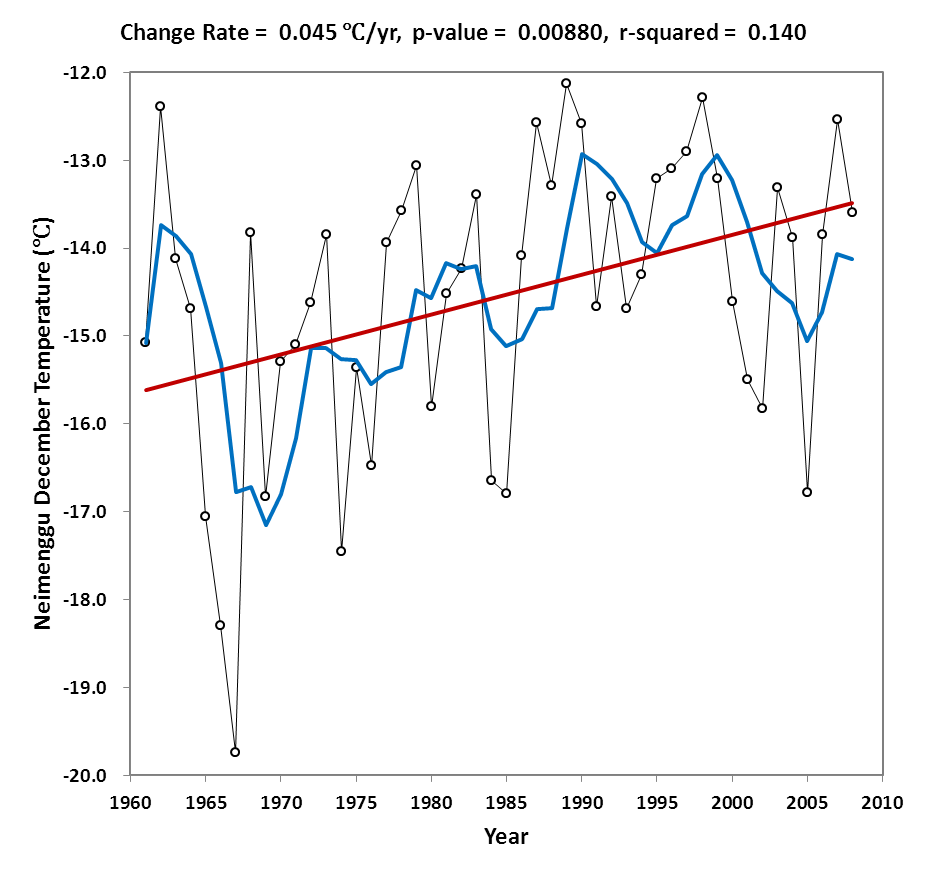 Change Rate = 0.045 ℃/yr, p-value = 0.00880, r-squared = 0.140
Neimenggu December Temperature (℃)
-12.0
-13.0
-14.0
-15.0
-16.0
-17.0
-18.0
-19.0
-20.0
1960 1965 1970 1975 1980 1985 1990 1995 2000 2005 2010
Year